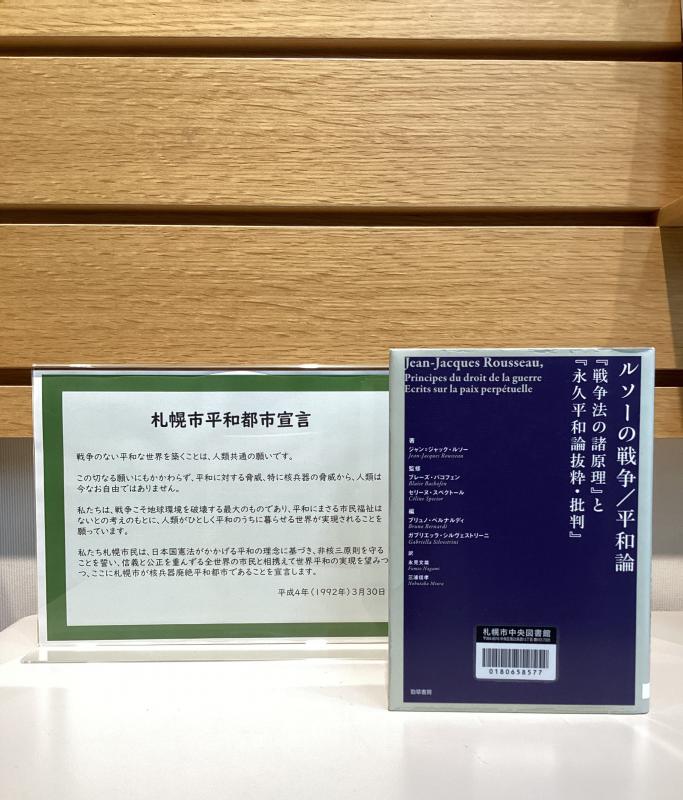 札幌市平和都市宣言
戦争のない平和な世界を築くことは、人類共通の願いです。
この切なる願いにもかかわらず、平和に対する脅威、特に核兵器の脅威から、人類は
今なお自由ではありません。
私たちは、戦争こそ地球環境を破壊する最大のものであり、平和にまさる市民福祉は
ないとの考えのもとに、人類がひとしく平和のうちに暮らせる世界が実現されることを
願っています。
私たち札幌市民は、日本国憲法がかかげる平和の理念に基づき、非核三原則を守る
ことを誓い、信義と公正を重んずる全世界の市民と相携えて世界平和の実現を望みつ
つ、ここに札幌市が核兵器廃絶平和都市であることを宣言します。
平成4年(1992年)3月30日
Jean-Jacques Rousseau,
Principes du droit de la guerre
Ecrits sur la paix perpétuelle
ルソーの戦争/平和論
『戦争法の諸原理』と
『永久平和論抜粋・批判』
著
ジャン=ジャック・ルソー
Jean-Jacques Rousseau
監修
ブレーズ・バコフェン
Blaise Bachofen
セリーヌ・スペクトール
Céline Spector
編
ブリュノ・ベルナルディ
Bruno Bernardi
ガブリエッラ・シルヴェストリーニ
Gabriella Silvestrini
訳
永見文雄
Fumio Nagami
三浦信孝
Nobutaka Miura
札幌市中央図書館
0180658577
勁草書房